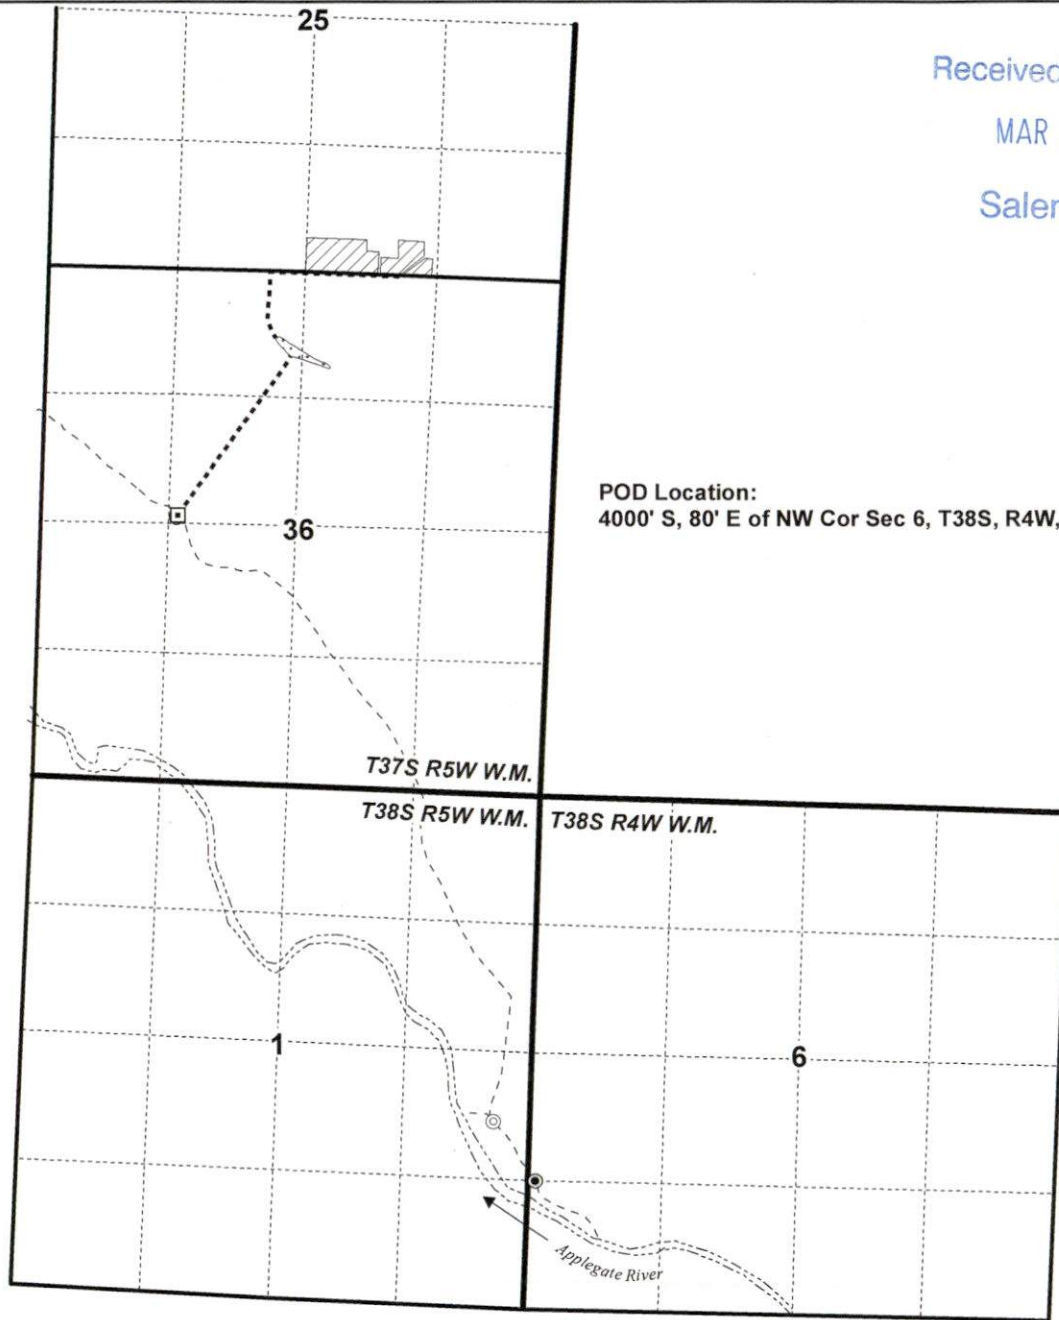 25
Received
MAR
POD Location:
4000' S, 80' E of NW Cor Sec 6, T38S, R4W,
36
T37S R5W W.M.
T38S R5W W.M.
T38S R4W W.M.
1
6
Applegate River